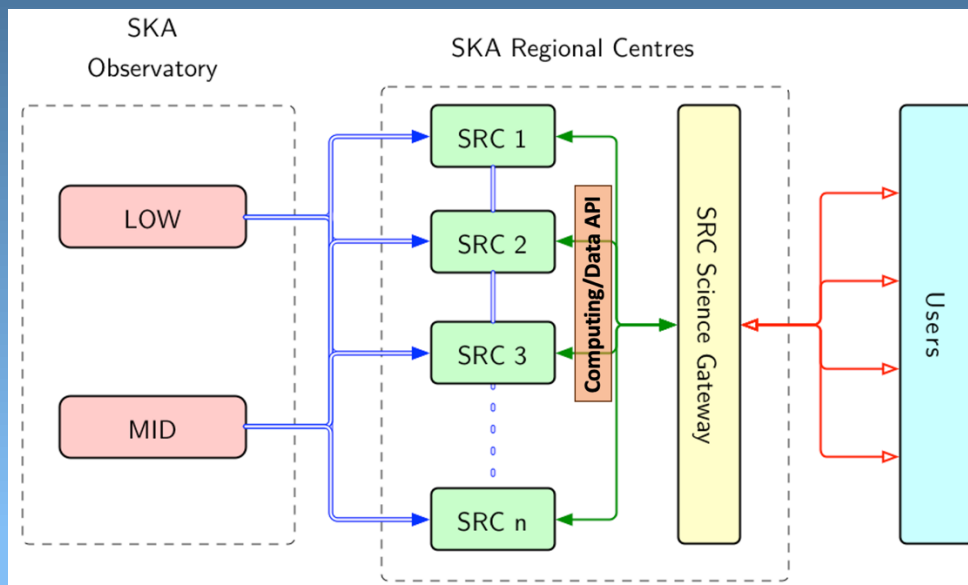 SKA
Observatory
SKA Regional Centres
LOW
MID
SRC 1
SRC 2
SRC 3
SRC n
Computing/Data API
SRC Science Gateway
Users